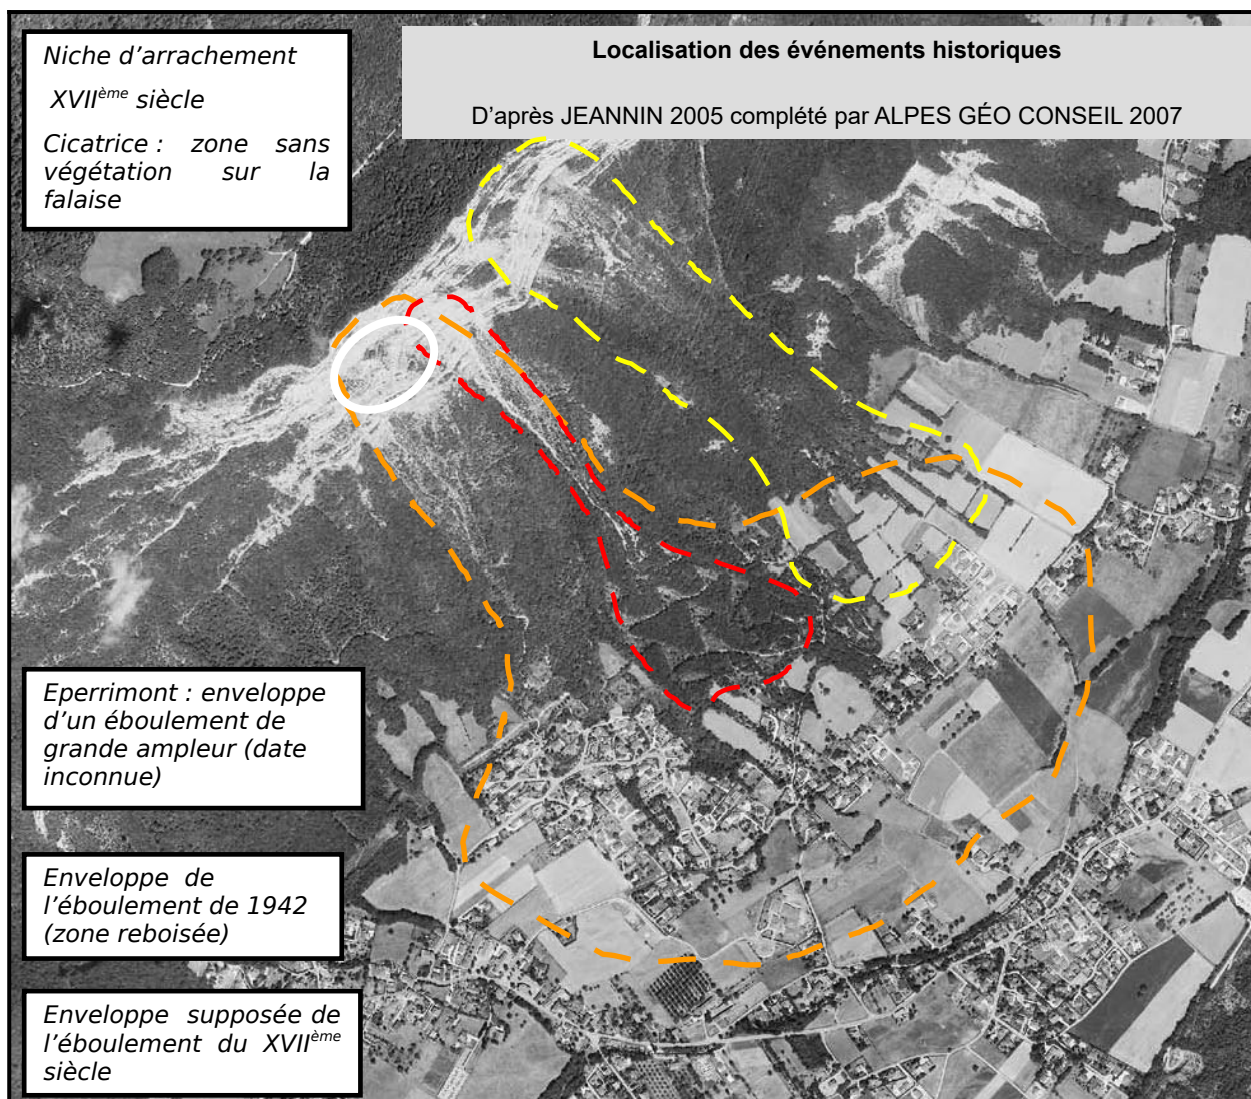 Localisation des événements historiques
D'après JEANNIN 2005 complété par ALPES GÉO CONSEIL 2007
Niche d'arrachement
XVIIème siècle
Cicatrice : zone sans
végétation sur la
falaise
Eperrimont : enveloppe
d'un éboulement de
grande ampleur (date
inconnue)
Enveloppe de
l'éboulement de 1942
(zone reboisée)
Enveloppe supposée de
l'éboulement du XVIIème
siècle